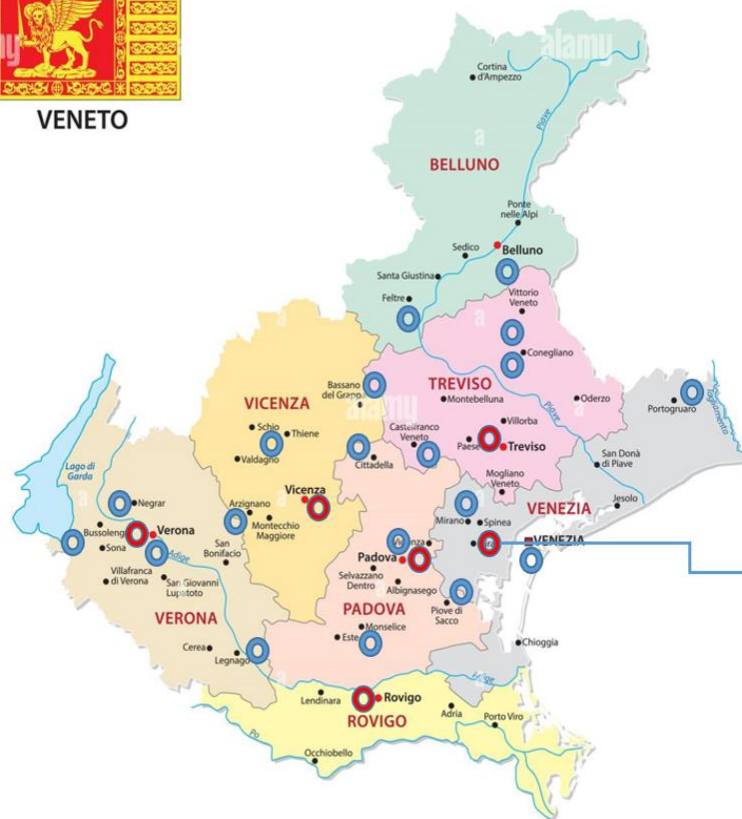 VENETO
alamy
Cortina
d'Ampezzo
Piave
BELLUNO
Ponte
nelle Alpi
Sedico
Belluno
Santa Giustina
Feltre
Vittorio
Veneto
Conegliano
TREVISO
Bassano
del Grappa
alamy
Montebelluna
Piave
Oderzo
Portogruaro
Tagliamento
VICENZA
Schio
Thiene
Valdagno
Castelfranco
Veneto
Villorba
Paese
Treviso
Cittadella
Mogliano
Veneto
San Donà
di Piave
Lago di
Garda
Negrar
Arzignano
Vicenza
Montecchio
Maggiore
VENEZIA
Jesolo
Mirano
Spinea
Verona
Sona
San
Bonifacio
Adige
Padova
VENEZIA
Villafranca
di Verona
San Giovanni
Lupatoto
Selvazzano
Dentro
Albignasego
VERONA
PADOVA
Piove di
Sacco
Monselice
Este
Chioggia
Cerea
Legnago
Adige
Lendinara
Rovigo
ROVIGO
Adria
Porto Viro
Po
Occhiobello